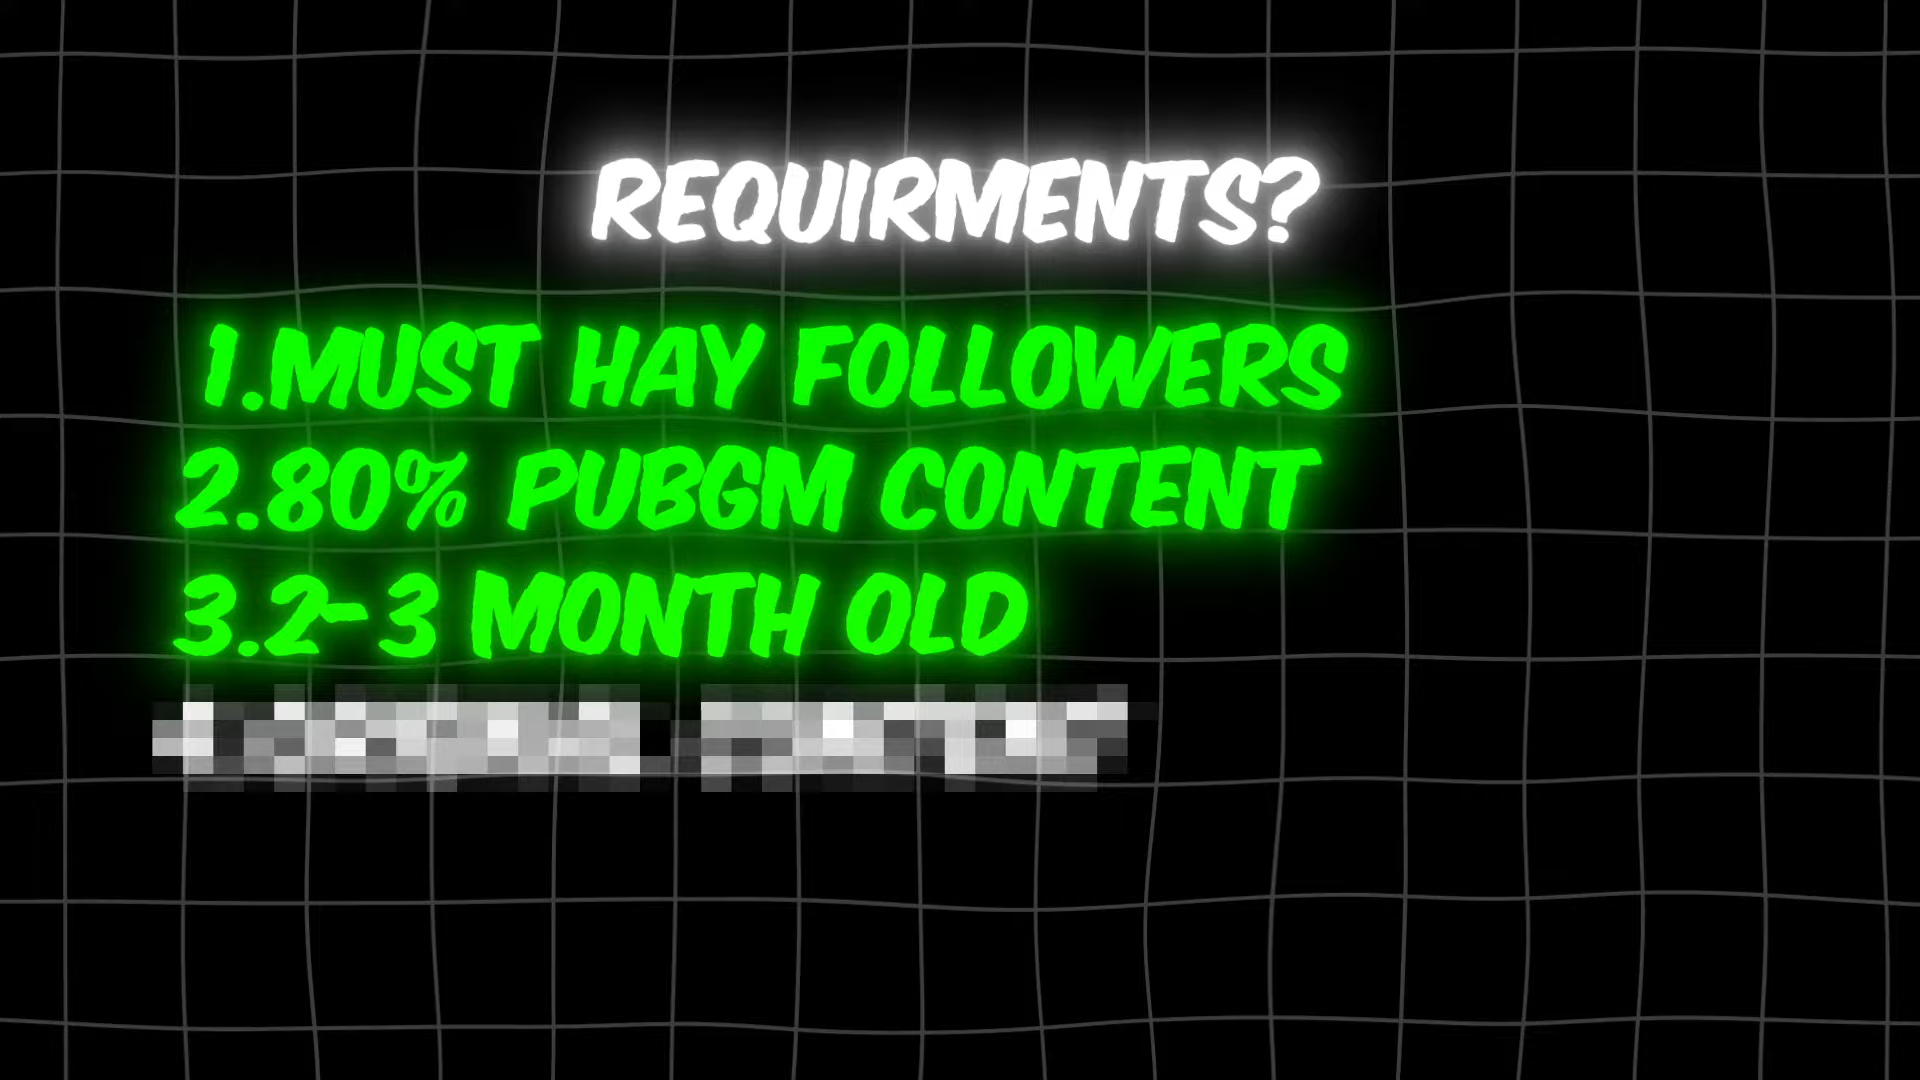 REQUIRMENTS?
1.MUST HAY FOLLOWERS
2.80% PUBGM CONTENT
3.2-3 MONTH OLD